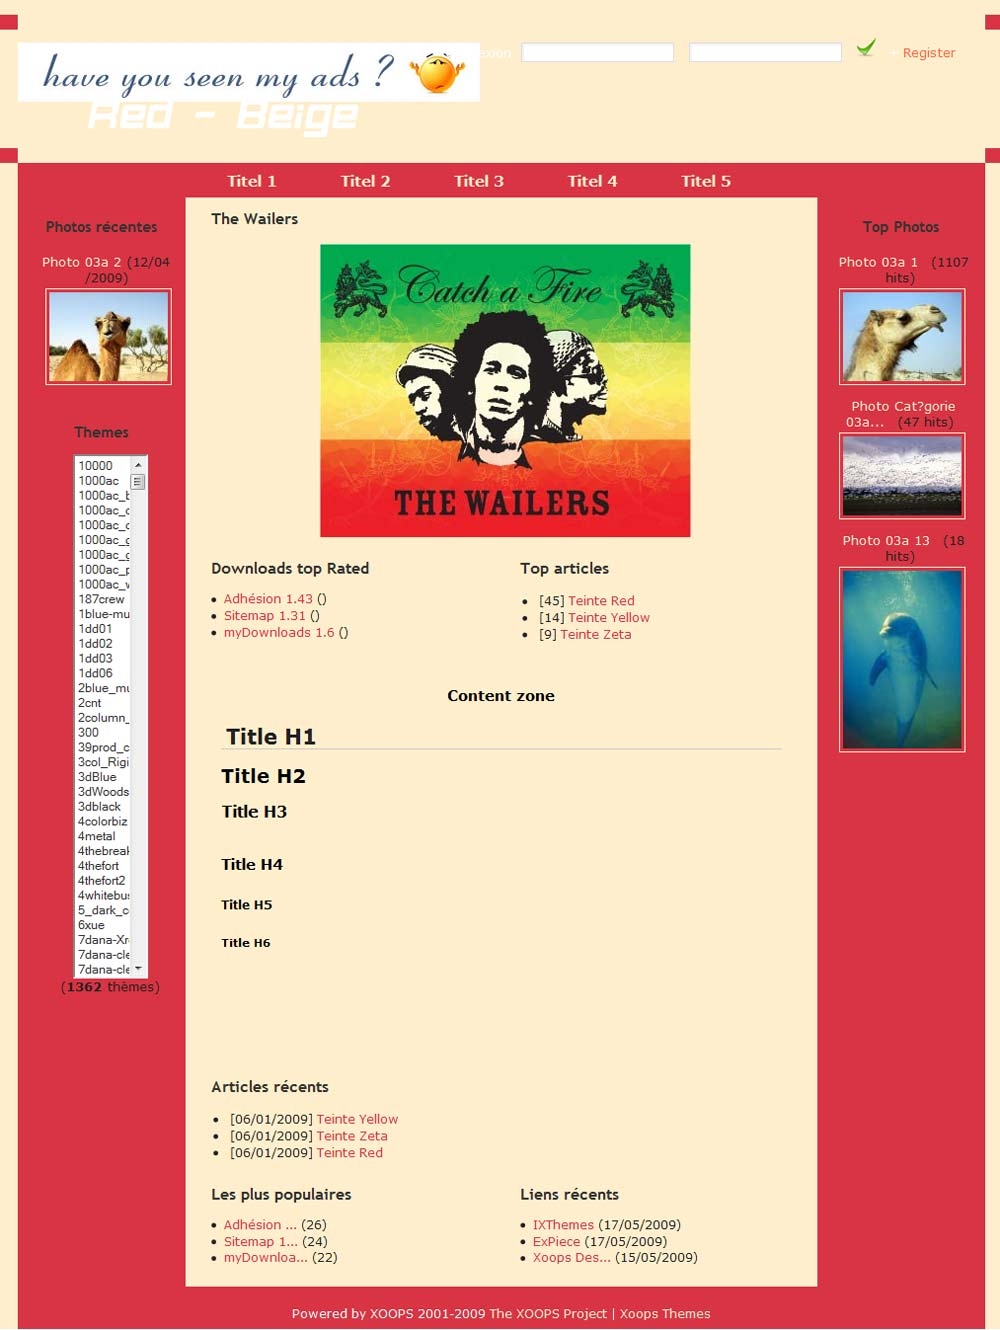 have you seen my ads ?
Register
Red - Beige
Titel 1 Titel 2 Titel 3 Titel 4 Titel 5
Photos récentes
Photo 03a 2 (12/04
/2009)
Themes
10000
1000ac
1000ac_b
1000ac_c
1000ac_c
1000ac_g
1000ac_g
1000ac_p
1000ac_v
187crew
1blue-mu
1dd01
1dd02
1dd03
1dd06
2blue_mu
2cnt
2column_
300
39prod_c
3col_Rigi
3dBlue
3dWoods
3dblack
4colorbiz
4metal
4thebreak
4thefort
4thefort2
4whitebus
5_dark_c
6xue
7dana-Xr
7dana-cle
7dana-cle
(1362 thèmes)
The Wailers
Catch a Fire
THE WAILERS
Downloads top Rated
Adhésion 1.43 ()
Sitemap 1.31 ()
myDownloads 1.6 ()
Top articles
[45] Teinte Red
[14] Teinte Yellow
[9] Teinte Zeta
Content zone
Title H1
Title H2
Title H3
Title H4
Title H5
Title H6
Articles récents
[06/01/2009] Teinte Yellow
[06/01/2009] Teinte Zeta
[06/01/2009] Teinte Red
Les plus populaires
Adhésion ... (26)
Sitemap 1... (24)
myDownloa... (22)
Liens récents
IXThemes (17/05/2009)
ExPiece (17/05/2009)
Xoops Des... (15/05/2009)
Top Photos
Photo 03a 1 (1107
hits)
Photo Cat?gorie
03a... (47 hits)
Photo 03a 13 (18
hits)
Powered by XOOPS 2001-2009 The XOOPS Project | Xoops Themes